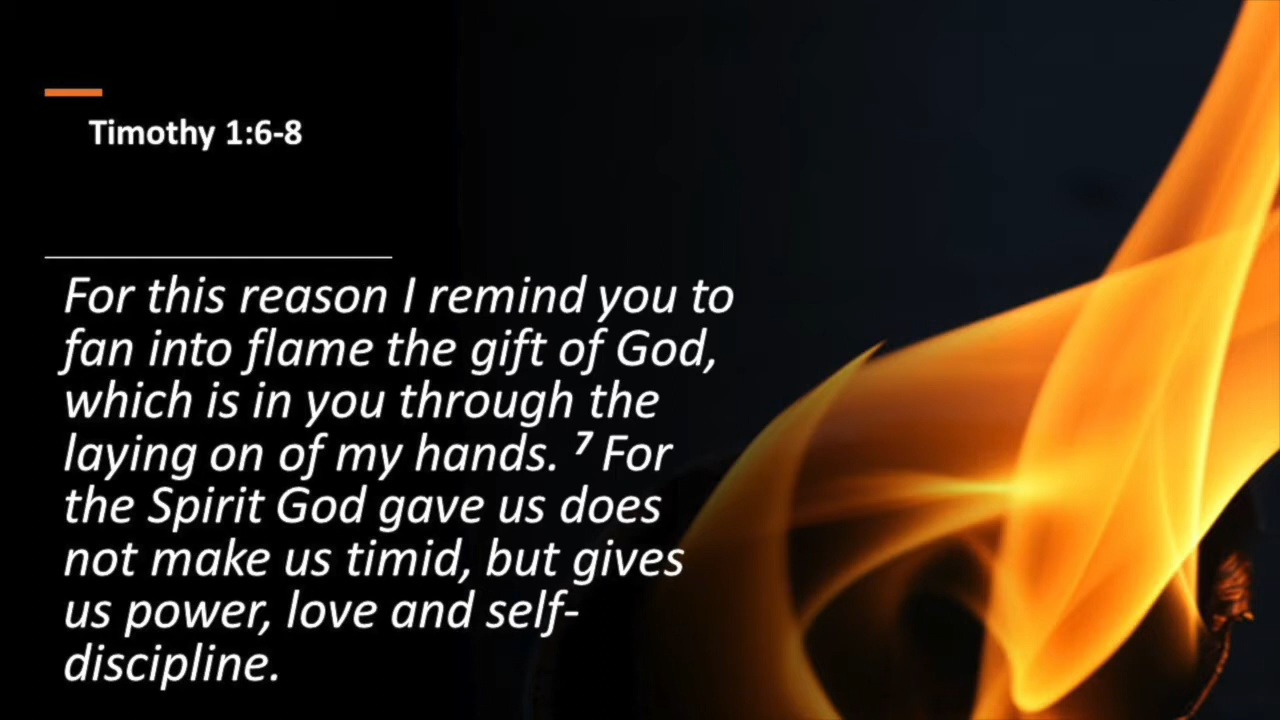 Timothy 1:6-8
For this reason I remind you to
fan into flame the gift of God,
which is in you through the
laying on of my hands. ⁷ For
the Spirit God gave us does
not make us timid, but gives
us power, love and self-
discipline.